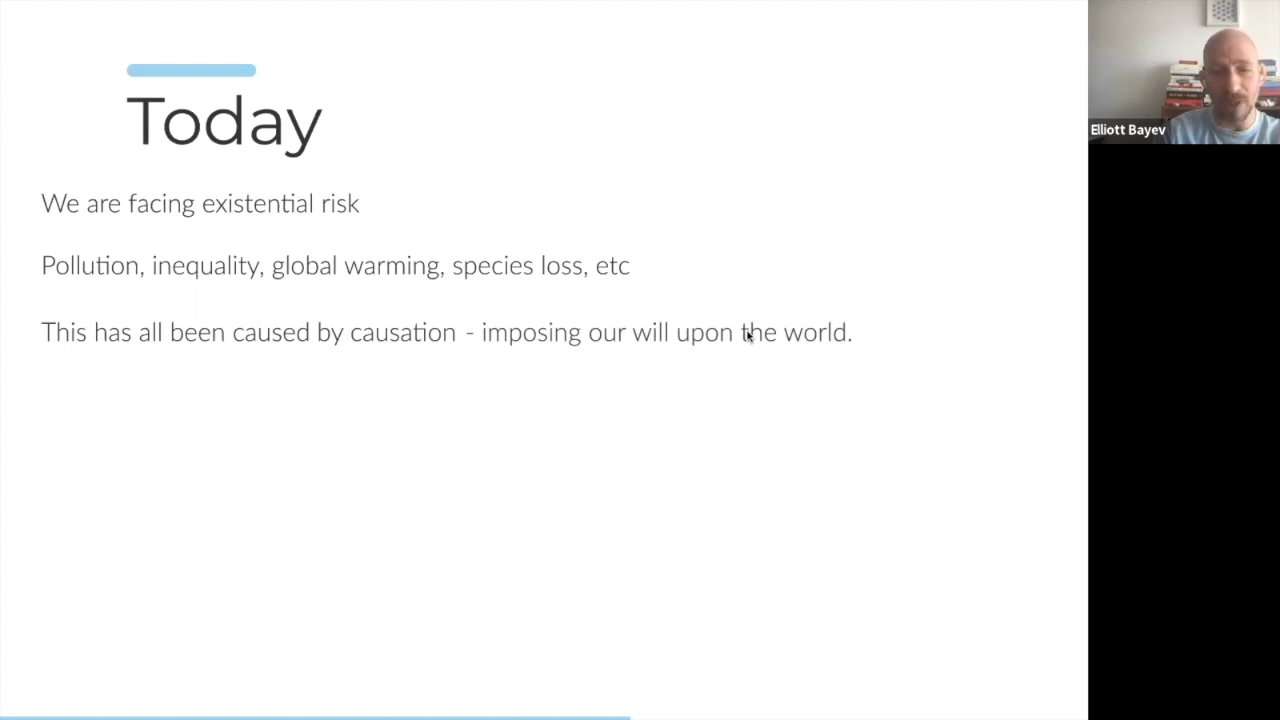 Today
We are facing existential risk
Pollution, inequality, global warming, species loss, etc
This has all been caused by causation - imposing our will upon the world.
Elliott Bayev